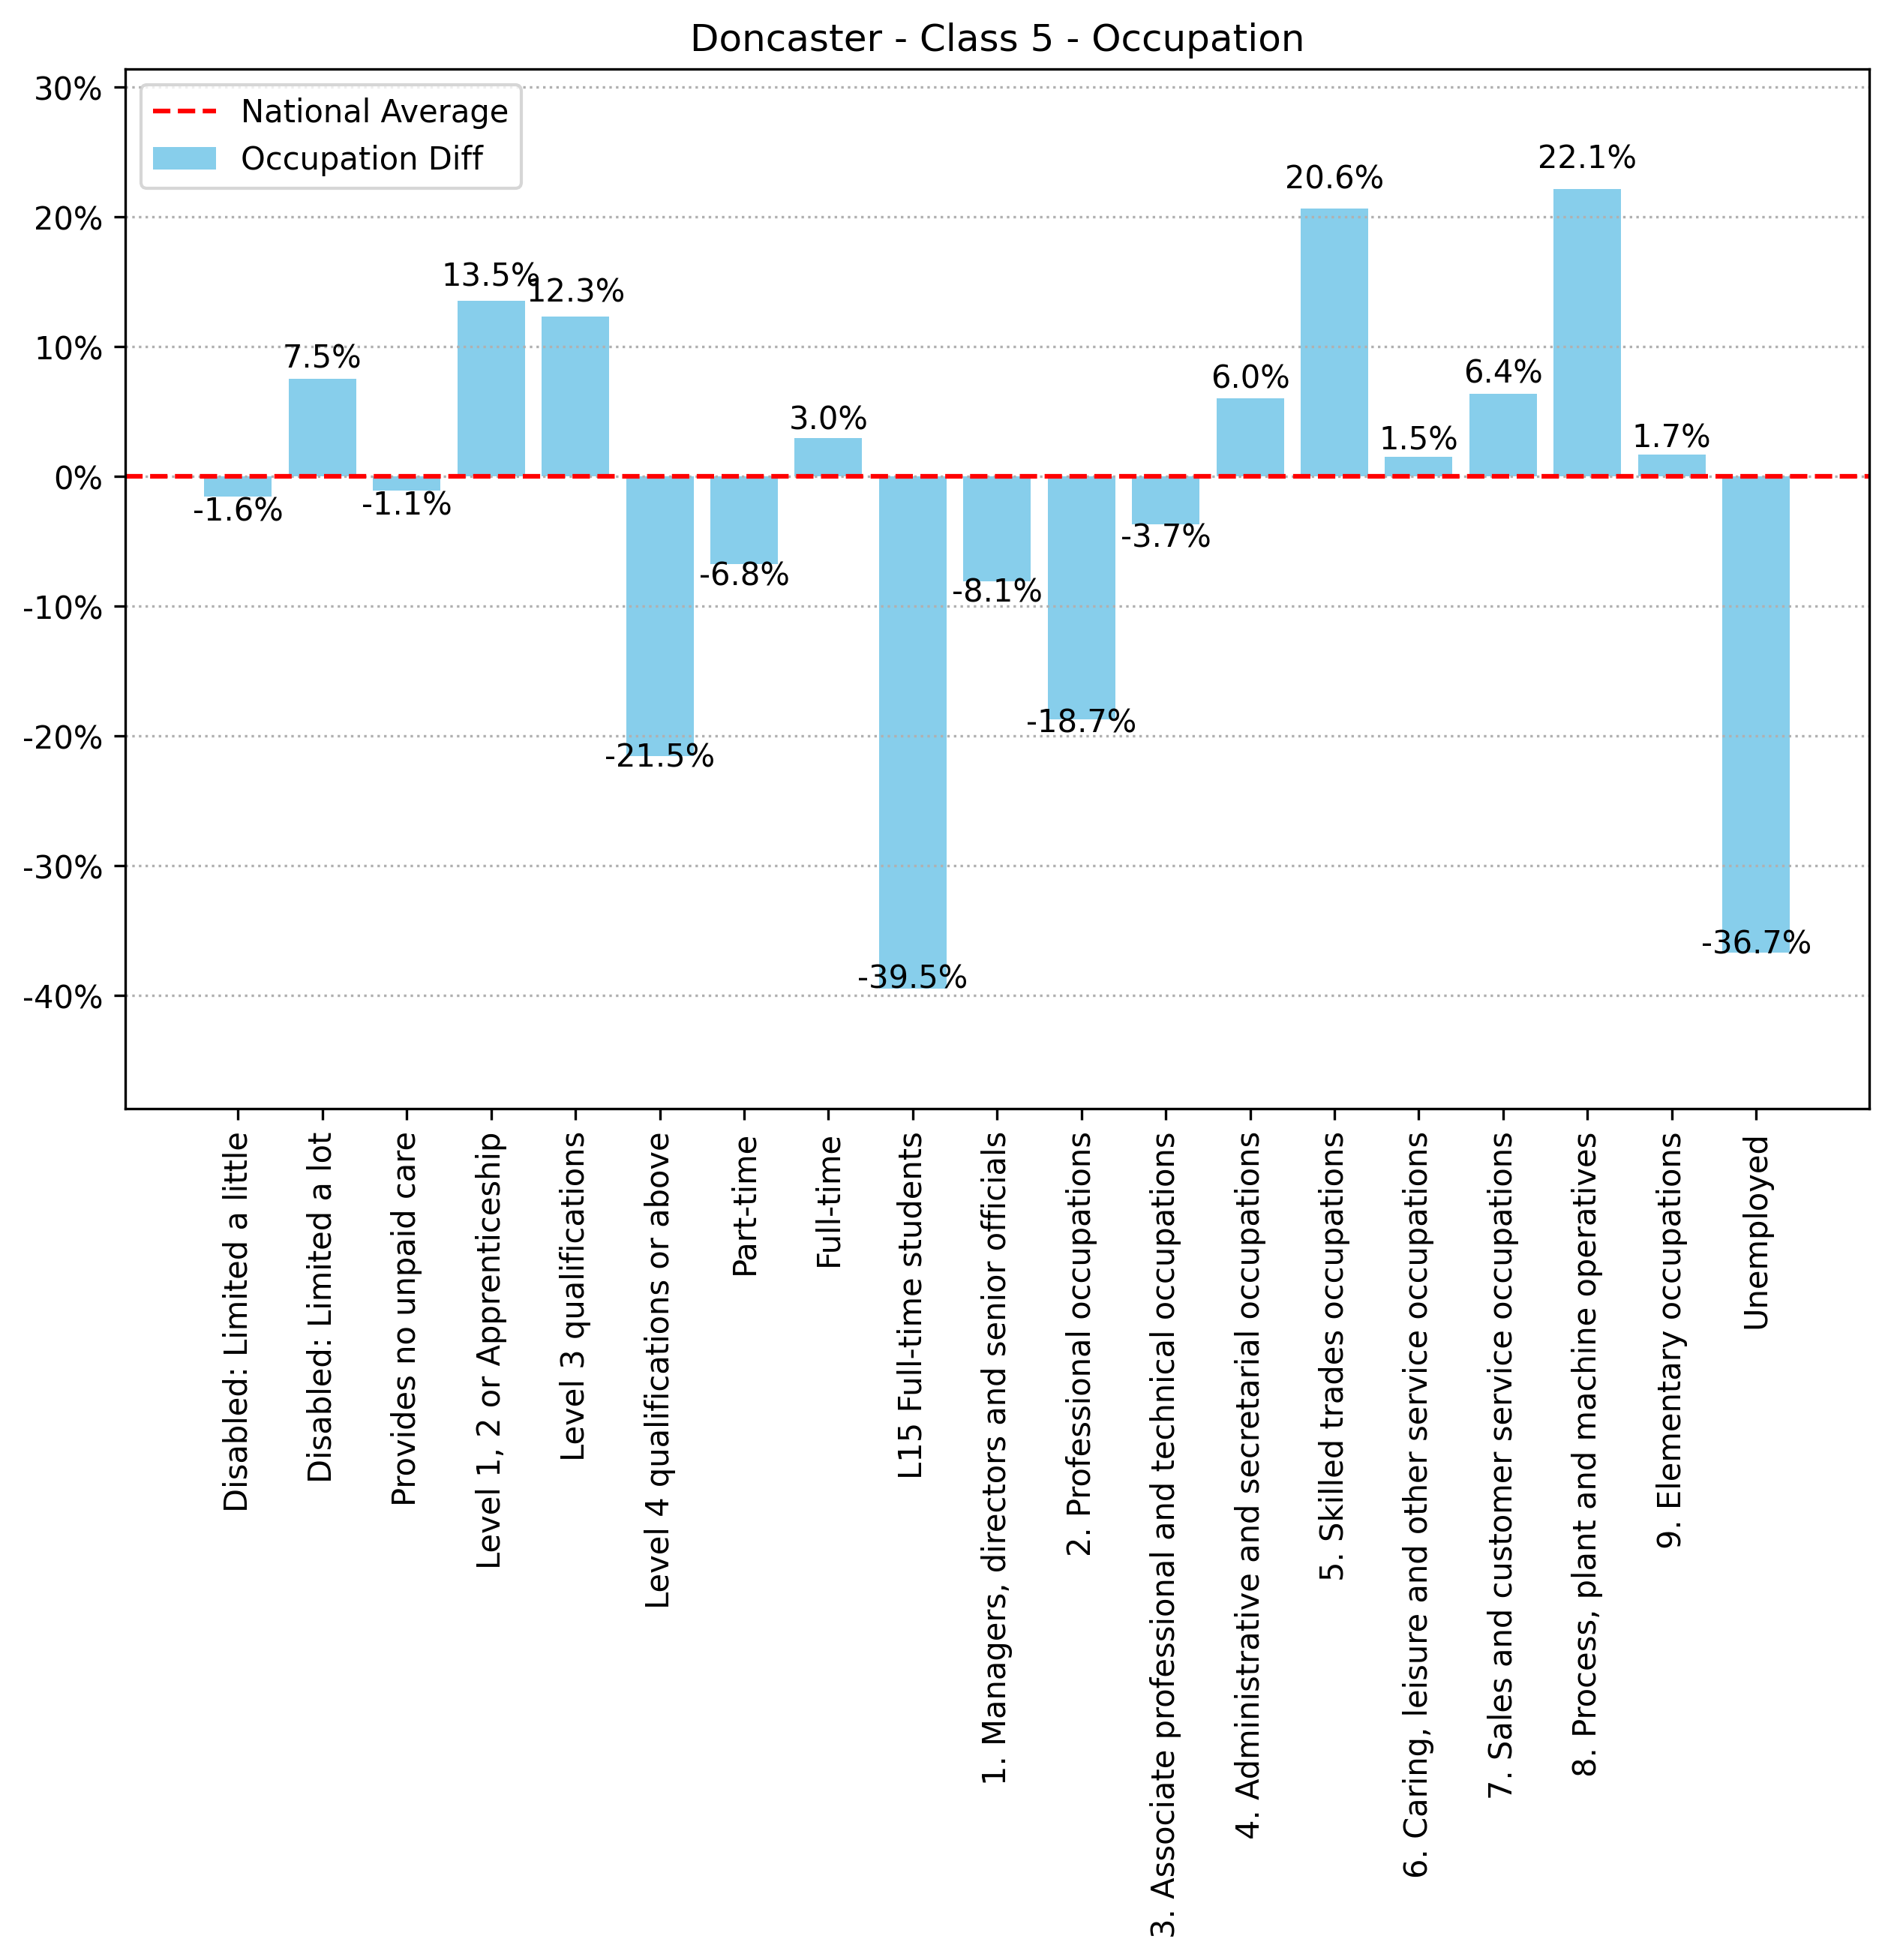 Doncaster - Class 5 - Occupation
National Average
Occupation Diff
30%
20%
10%
0%
-10%
-20%
-30%
-40%
-1.6%
7.5%
-1.1%
13.5%
12.3%
-21.5%
-6.8%
3.0%
-39.5%
-8.1%
-18.7%
-3.7%
6.0%
20.6%
1.5%
6.4%
22.1%
1.7%
-36.7%
Disabled: Limited a little
Disabled: Limited a lot
Provides no unpaid care
Level 1, 2 or Apprenticeship
Level 3 qualifications
Level 4 qualifications or above
Part-time
Full-time
L15 Full-time students
1. Managers, directors and senior officials
2. Professional occupations
3. Associate professional and technical occupations
4. Administrative and secretarial occupations
5. Skilled trades occupations
6. Caring, leisure and other service occupations
7. Sales and customer service occupations
8. Process, plant and machine operatives
9. Elementary occupations
Unemployed